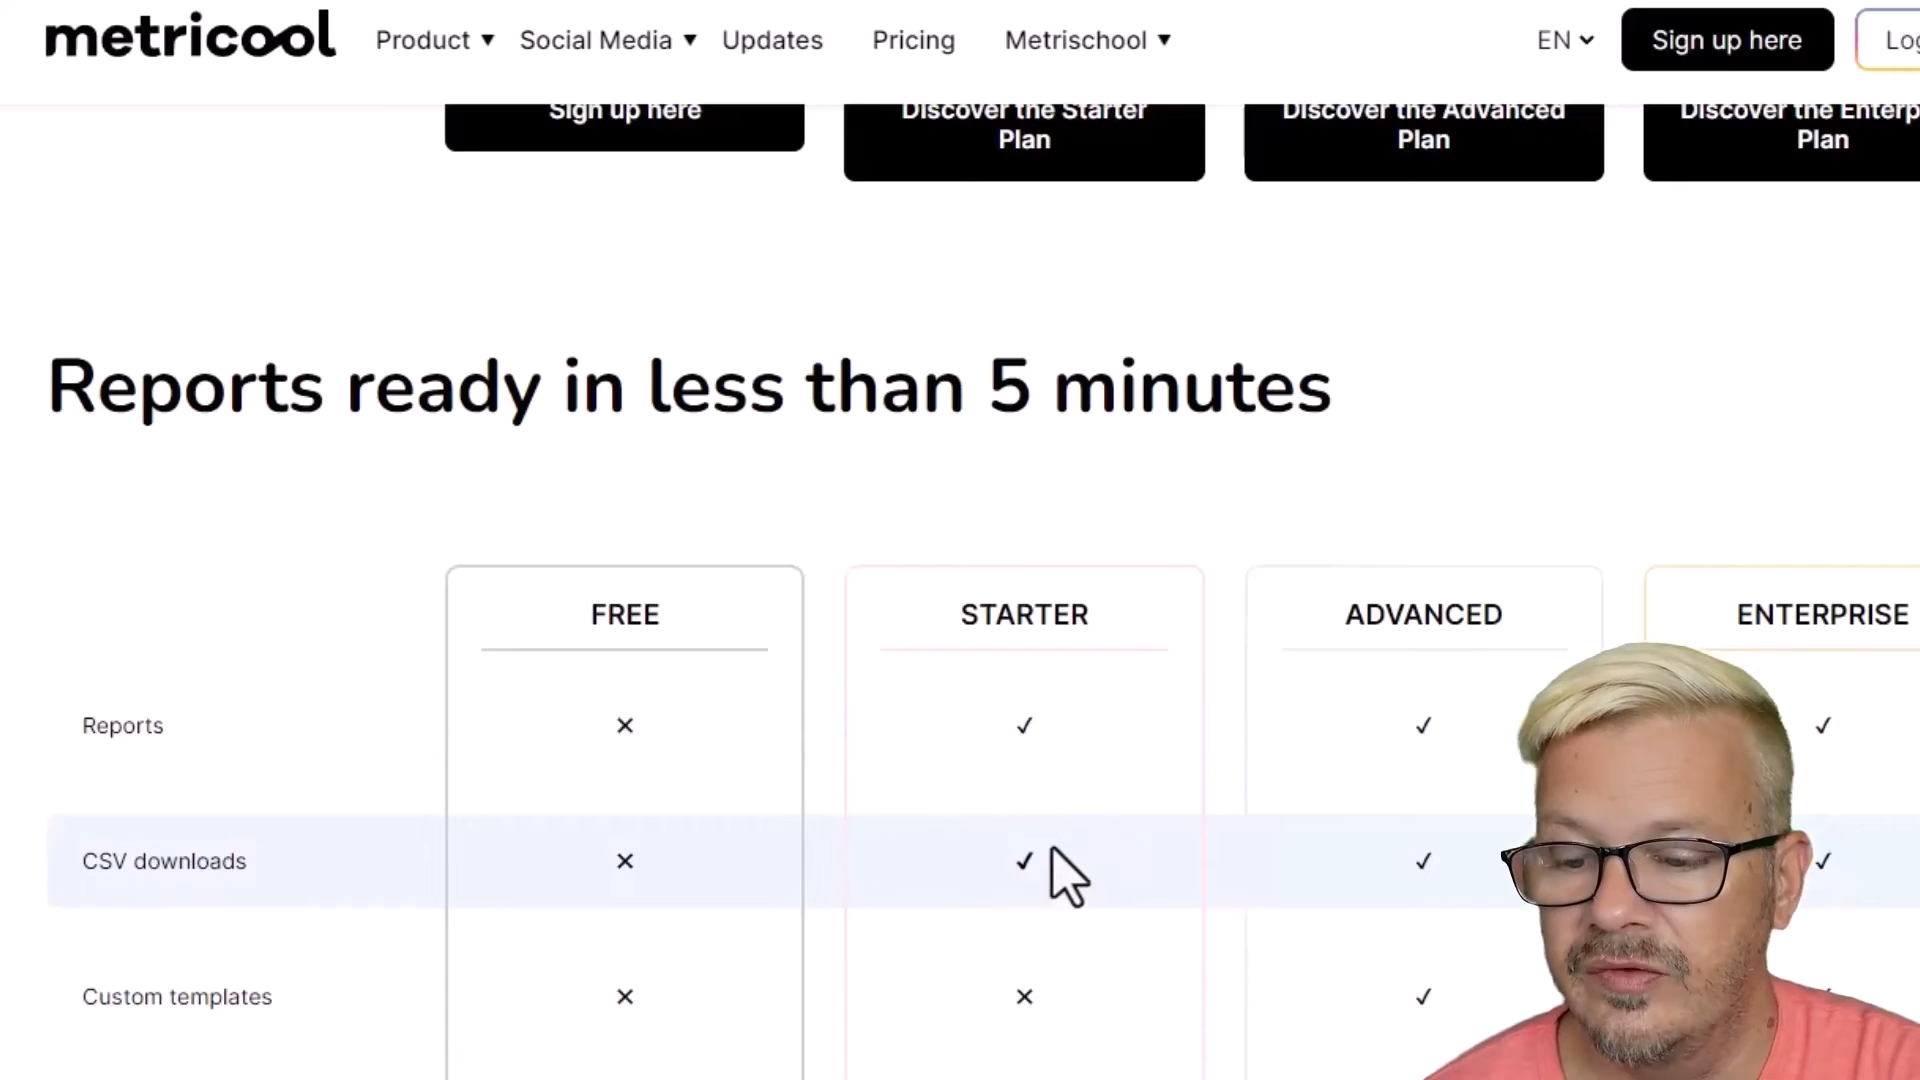 metricool Product ▼ Social Media ▼ Updates Pricing Metrischool ▼ EN Sign up here
Sign up here Discover the Starter Discover the Advanced Discover the
Plan Plan Plan
Reports ready in less than 5 minutes
FREE STARTER ADVANCED ENTERPRISE
Reports ✕ ✓ ✓ ✓
CSV downloads ✕ ✓ ✓ ✓
Custom templates ✕ ✕ ✓